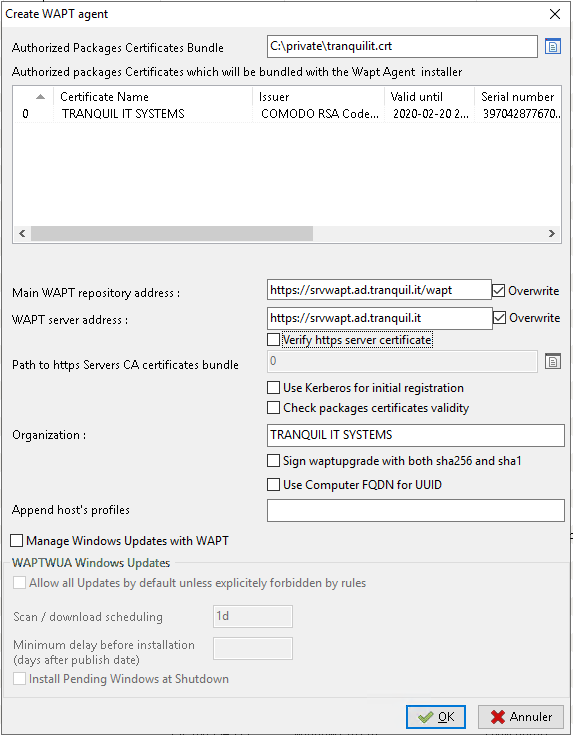 Create WAPT agent
Authorized Packages Certificates Bundle C:\private\tranquilit.crt
Authorized packages Certificates which will be bundled with the Wapt Agent installer
Certificate Name Issuer Valid until Serial number
0 TRANQUIL IT SYSTEMS COMODO RSA Code... 2020-02-20 2... 397042877670...
Main WAPT repository address : https://srvwapt.ad.tranquil.it/wapt Overwrite
WAPT server address : https://srvwapt.ad.tranquil.it Overwrite
Verify https server certificate
Path to https Servers CA certificates bundle 0
Use Kerberos for initial registration
Check packages certificates validity
Organization : TRANQUIL IT SYSTEMS
Sign waptupgrade with both sha256 and sha1
Use Computer FQDN for UUID
Append host's profiles
Manage Windows Updates with WAPT
WAPTWUA Windows Updates
Allow all Updates by default unless explicitely forbidden by rules
Scan / download scheduling 1d
Minimum delay before installation
(days after publish date)
Install Pending Windows at Shutdown
OK Annuler